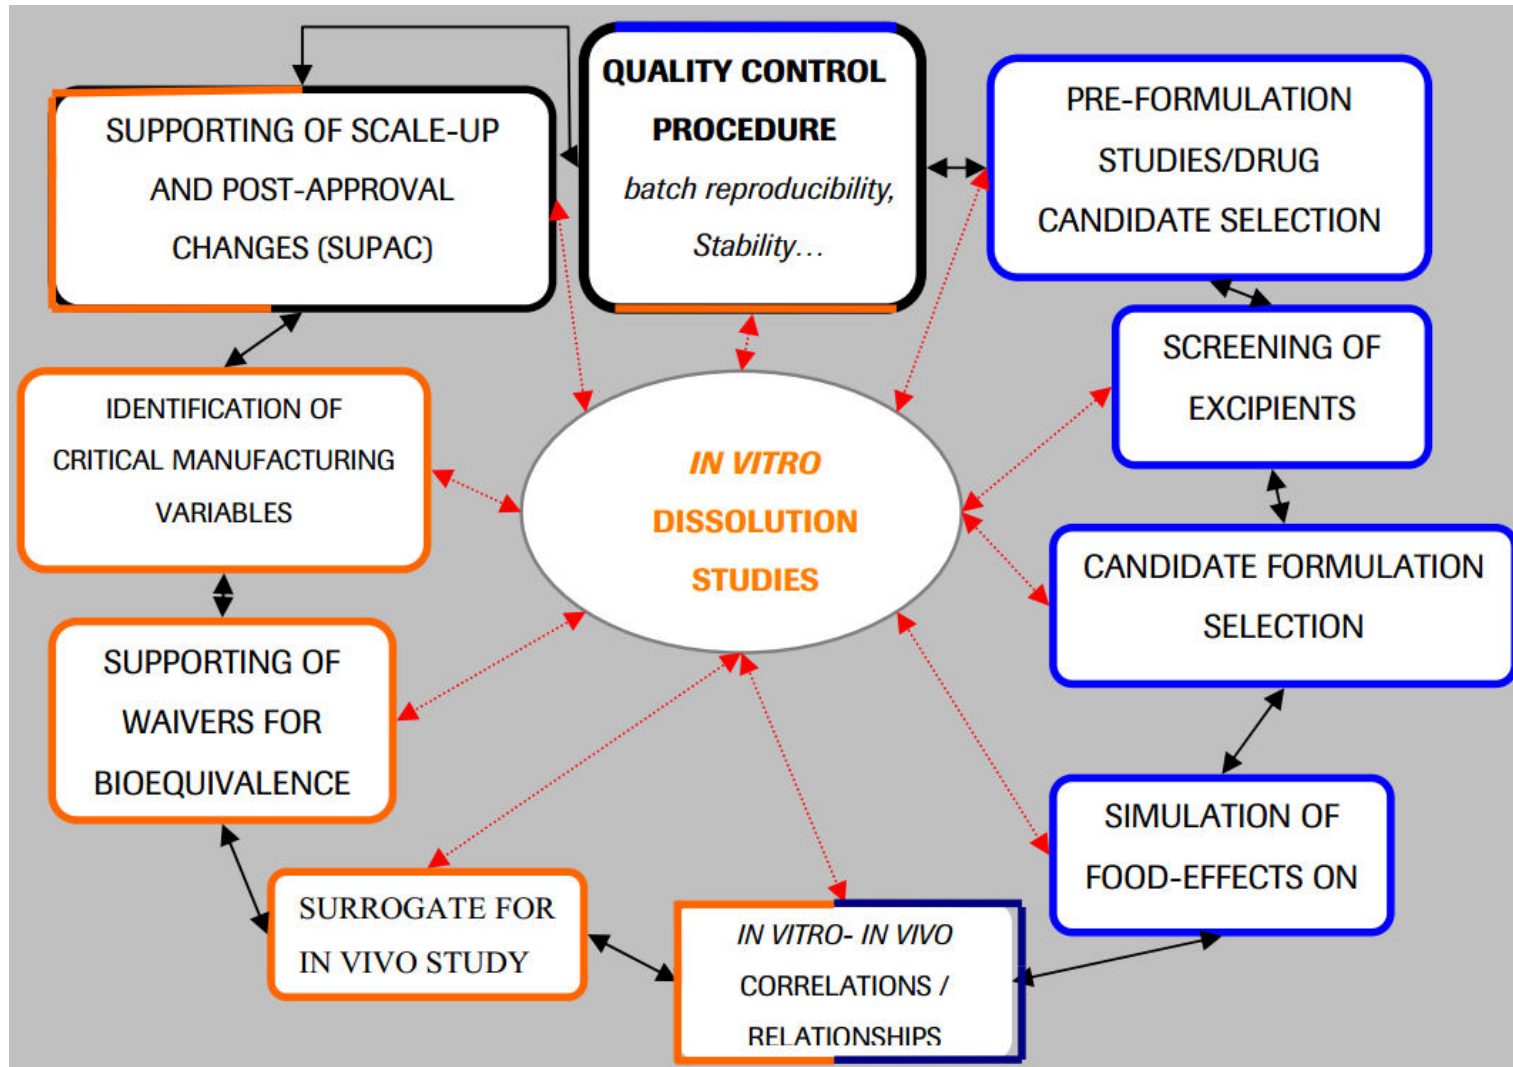 QUALITY CONTROL
PROCEDURE
batch reproducibility,
Stability...
PRE-FORMULATION
STUDIES/DRUG
CANDIDATE SELECTION
SCREENING OF
EXCIPIENTS
CANDIDATE FORMULATION
SELECTION
SIMULATION OF
FOOD-EFFECTS ON
IN VITRO- IN VIVO
CORRELATIONS /
RELATIONSHIPS
SURROGATE FOR
IN VIVO STUDY
SUPPORTING OF
WAIVERS FOR
BIOEQUIVALENCE
IDENTIFICATION OF
CRITICAL MANUFACTURING
VARIABLES
SUPPORTING OF SCALE-UP
AND POST-APPROVAL
CHANGES (SUPAC)
IN VITRO
DISSOLUTION
STUDIES